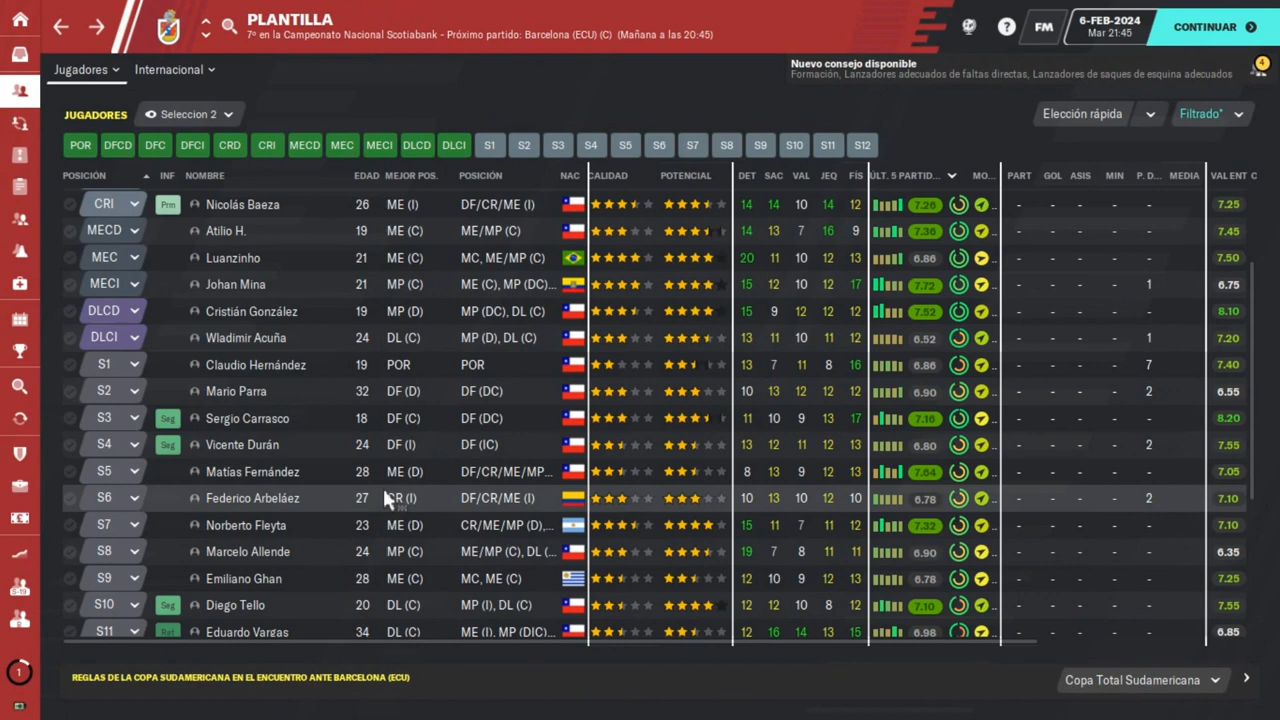 PLANTILLA
7º en la Campeonato Nacional Scotiabank - Próximo partido: Barcelona (ECU) (C) (Mañana a las 20:45)
FM
6-FEB-2024
Mar 21:45
CONTINUAR
Jugadores
Internacional
Nuevo consejo disponible
Formación, Lanzadores adecuados de faltas directas, Lanzadores de saques de esquina adecuados
4
JUGADORES
Seleccion 2
Elección rápida
Filtrado*
POR DFCD DFC DFCI CRD CRI MECD MEC MECI DLCD DLCI S1 S2 S3 S4 S5 S6 S7 S8 S9 S10 S11 S12
POSICIÓN INF NOMBRE EDAD MEJOR POS. POSICIÓN NAC CALIDAD POTENCIAL DET SAC VAL JEQ FÍS ÚLT. 5 PARTID... MO... PART GOL ASIS MIN P. D... MEDIA VAL ENT C
CRI Prm Nicolás Baeza 26 ME (I) DF/CR/ME (I) 14 14 10 14 12 7.26 .. - - - - - - 7.25
MECD Atilio H. 19 ME (C) ME/MP (C) 14 13 7 16 9 7.36 .. - - - - - - 7.45
MEC Luanzinho 21 ME (C) MC, ME/MP (C) 20 11 10 12 13 6.86 .. - - - - - - 7.50
MECI Johan Mina 21 MP (C) ME (C), MP (DC)... 15 12 10 12 17 7.72 .. - - - - 1 - 6.75
DLCD Cristián González 19 MP (D) MP (DC), DL (C) 15 9 12 12 12 7.52 .. - - - - - - 8.10
DLCI Wladimir Acuña 24 DL (C) MP (D), DL (C) 13 11 10 11 12 6.52 .. - - - - 1 - 7.20
S1 Claudio Hernández 19 POR POR 13 7 11 8 16 6.86 .. - - - - 7 - 7.40
S2 Mario Parra 32 DF (D) DF (DC) 10 13 12 12 12 6.90 .. - - - - 2 - 6.55
S3 Seg Sergio Carrasco 18 DF (C) DF (DC) 11 10 9 13 17 7.16 .. - - - - - - 8.20
S4 Seg Vicente Durán 24 DF (I) DF (IC) 13 12 11 12 13 6.80 .. - - - - 2 - 7.55
S5 Matías Fernández 28 ME (D) DF/CR/ME/MP... 8 13 9 12 13 7.64 .. - - - - - - 7.05
S6 Federico Arbeláez 27 CR (I) DF/CR/ME (I) 10 13 10 12 10 6.78 .. - - - - 2 - 7.10
S7 Norberto Fleyta 23 ME (D) CR/ME/MP (D),... 15 11 7 11 12 7.32 .. - - - - - - 7.10
S8 Marcelo Allende 24 MP (C) ME/MP (C), DL (... 19 7 8 11 11 6.90 .. - - - - - - 6.35
S9 Emiliano Ghan 28 ME (C) MC, ME (C) 12 10 9 12 13 6.78 .. - - - - - - 7.25
S10 Seg Diego Tello 20 DL (C) MP (I), DL (C) 12 12 10 8 12 7.10 .. - - - - - - 7.55
S11 Rat Eduardo Vargas 34 DL (C) ME (I), MP (DIC)... 12 16 14 13 15 6.98 .. - - - - - - 6.85
REGLAS DE LA COPA SUDAMERICANA EN EL ENCUENTRO ANTE BARCELONA (ECU)
Copa Total Sudamericana
S-19
1